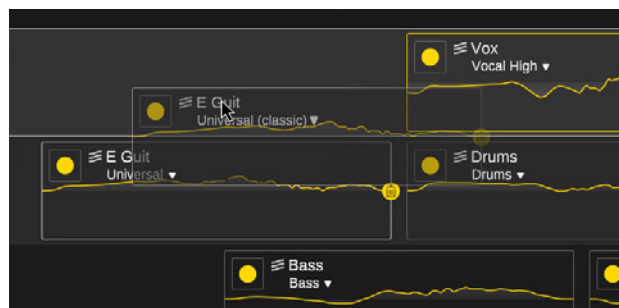 Vox
Vocal High
E Guit
Universal (classic)
E Guit
Universal
Drums
Drums
Bass
Bass